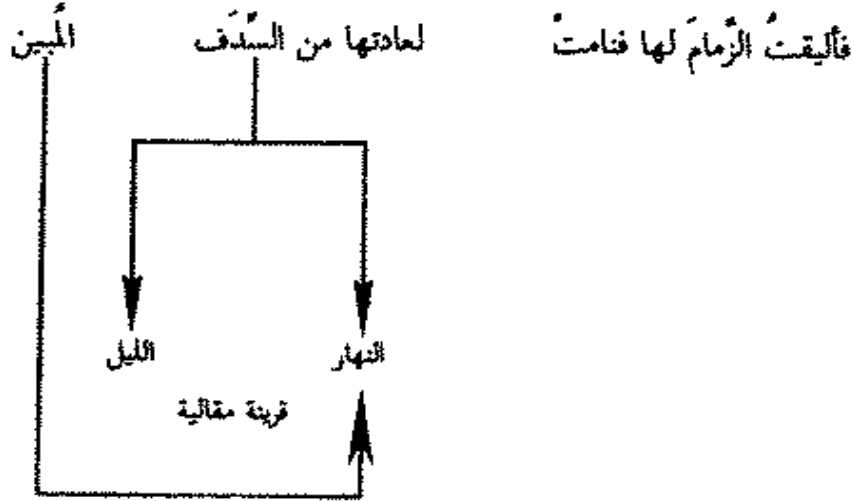 فأليقتُ الزِّمامَ لها فنامتْ لعادتها من السَّدَف المُبين
النهار الليل
قرينة مقالية